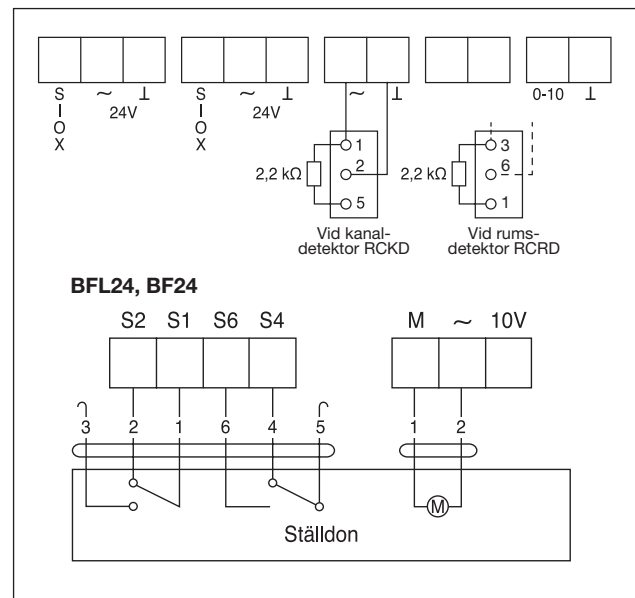 S – O X ~ ⊥ S – O X ~ ⊥ ~ ⊥ 0-10 ⊥
24V 24V
1 3
2,2 kΩ 2 2,2 kΩ 6
5 1
Vid kanal-
detektor RCKD
Vid rums-
detektor RCRD
BFL24, BF24
S2 S1 S6 S4 M ~ 10V
3 2 1 6 4 5 1 2
M
Ställdon